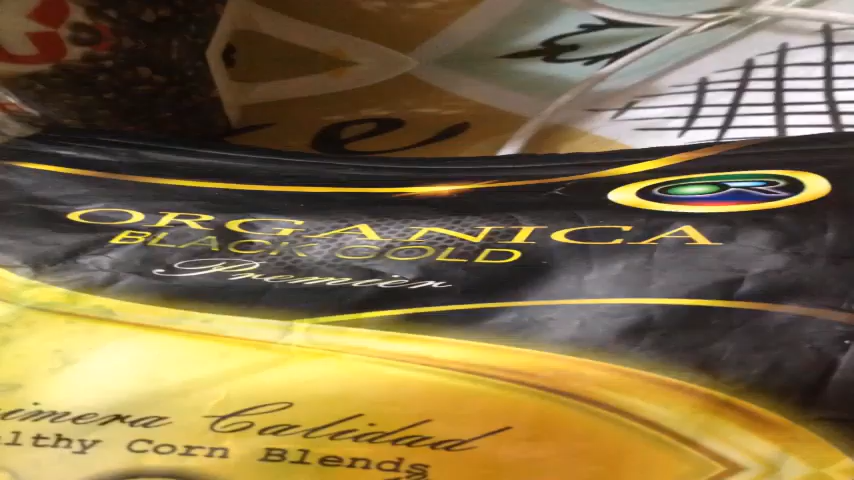 ORGANICA
BLACK GOLD
Premier
imera Calidad
lthy Corn Blends